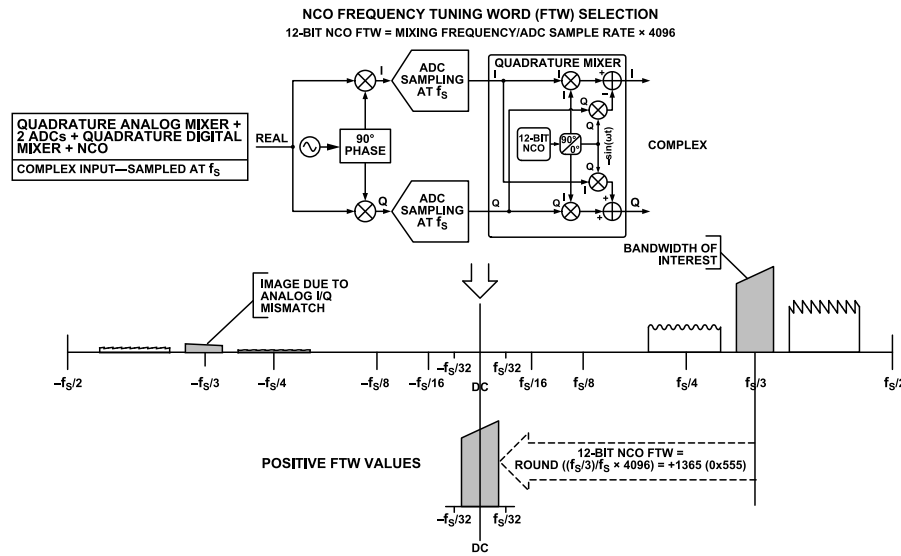 NCO FREQUENCY TUNING WORD (FTW) SELECTION
12-BIT NCO FTW = MIXING FREQUENCY/ADC SAMPLE RATE × 4096
QUADRATURE ANALOG MIXER +
2 ADCs + QUADRATURE DIGITAL
MIXER + NCO
COMPLEX INPUT—SAMPLED AT fS
REAL
90°
PHASE
I
Q
ADC
SAMPLING
AT fS
ADC
SAMPLING
AT fS
I
Q
QUADRATURE MIXER
I
I
+
–
I
Q
Q
12-BIT
NCO
90°
0°
–sin(ωt)
COMPLEX
Q
I
I
Q
Q
+
+
Q
BANDWIDTH OF
INTEREST
IMAGE DUE TO
ANALOG I/Q
MISMATCH
–fS/2
–fS/3
–fS/4
–fS/8
–fS/16
–fS/32
DC
fS/32
fS/16
fS/8
fS/4
fS/3
fS/2
POSITIVE FTW VALUES
12-BIT NCO FTW =
ROUND ((fS/3)/fS × 4096) = +1365 (0x555)
–fS/32
DC
fS/32